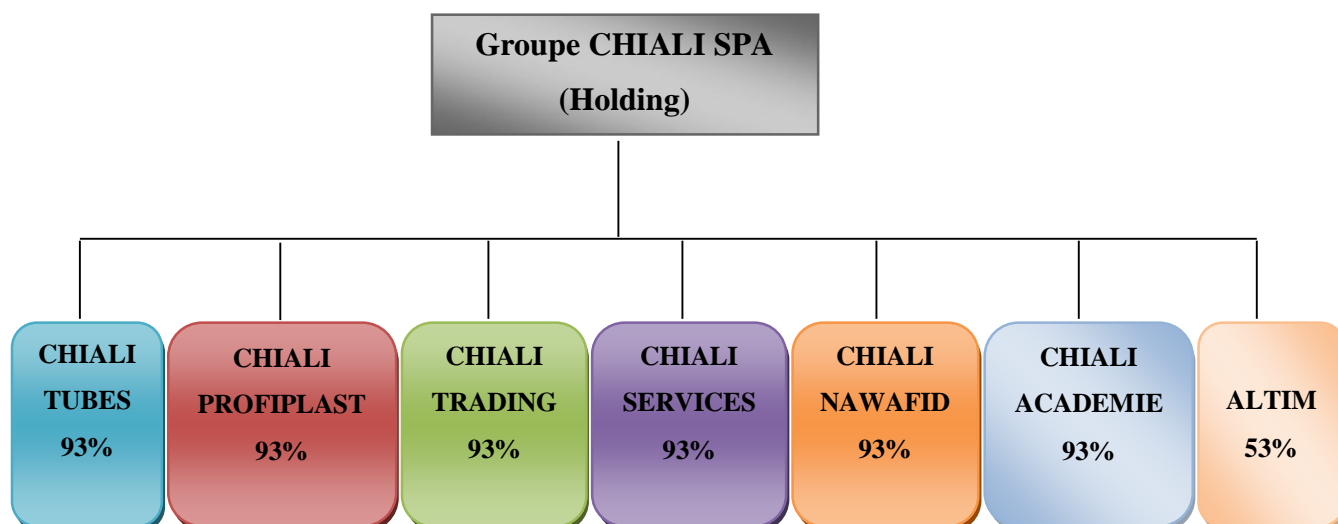 Groupe CHIALI SPA
(Holding)
CHIALI
TUBES
93%
CHIALI
PROFIPLAST
93%
CHIALI
TRADING
93%
CHIALI
SERVICES
93%
CHIALI
NAWAFID
93%
CHIALI
ACADEMIE
93%
ALTIM
53%